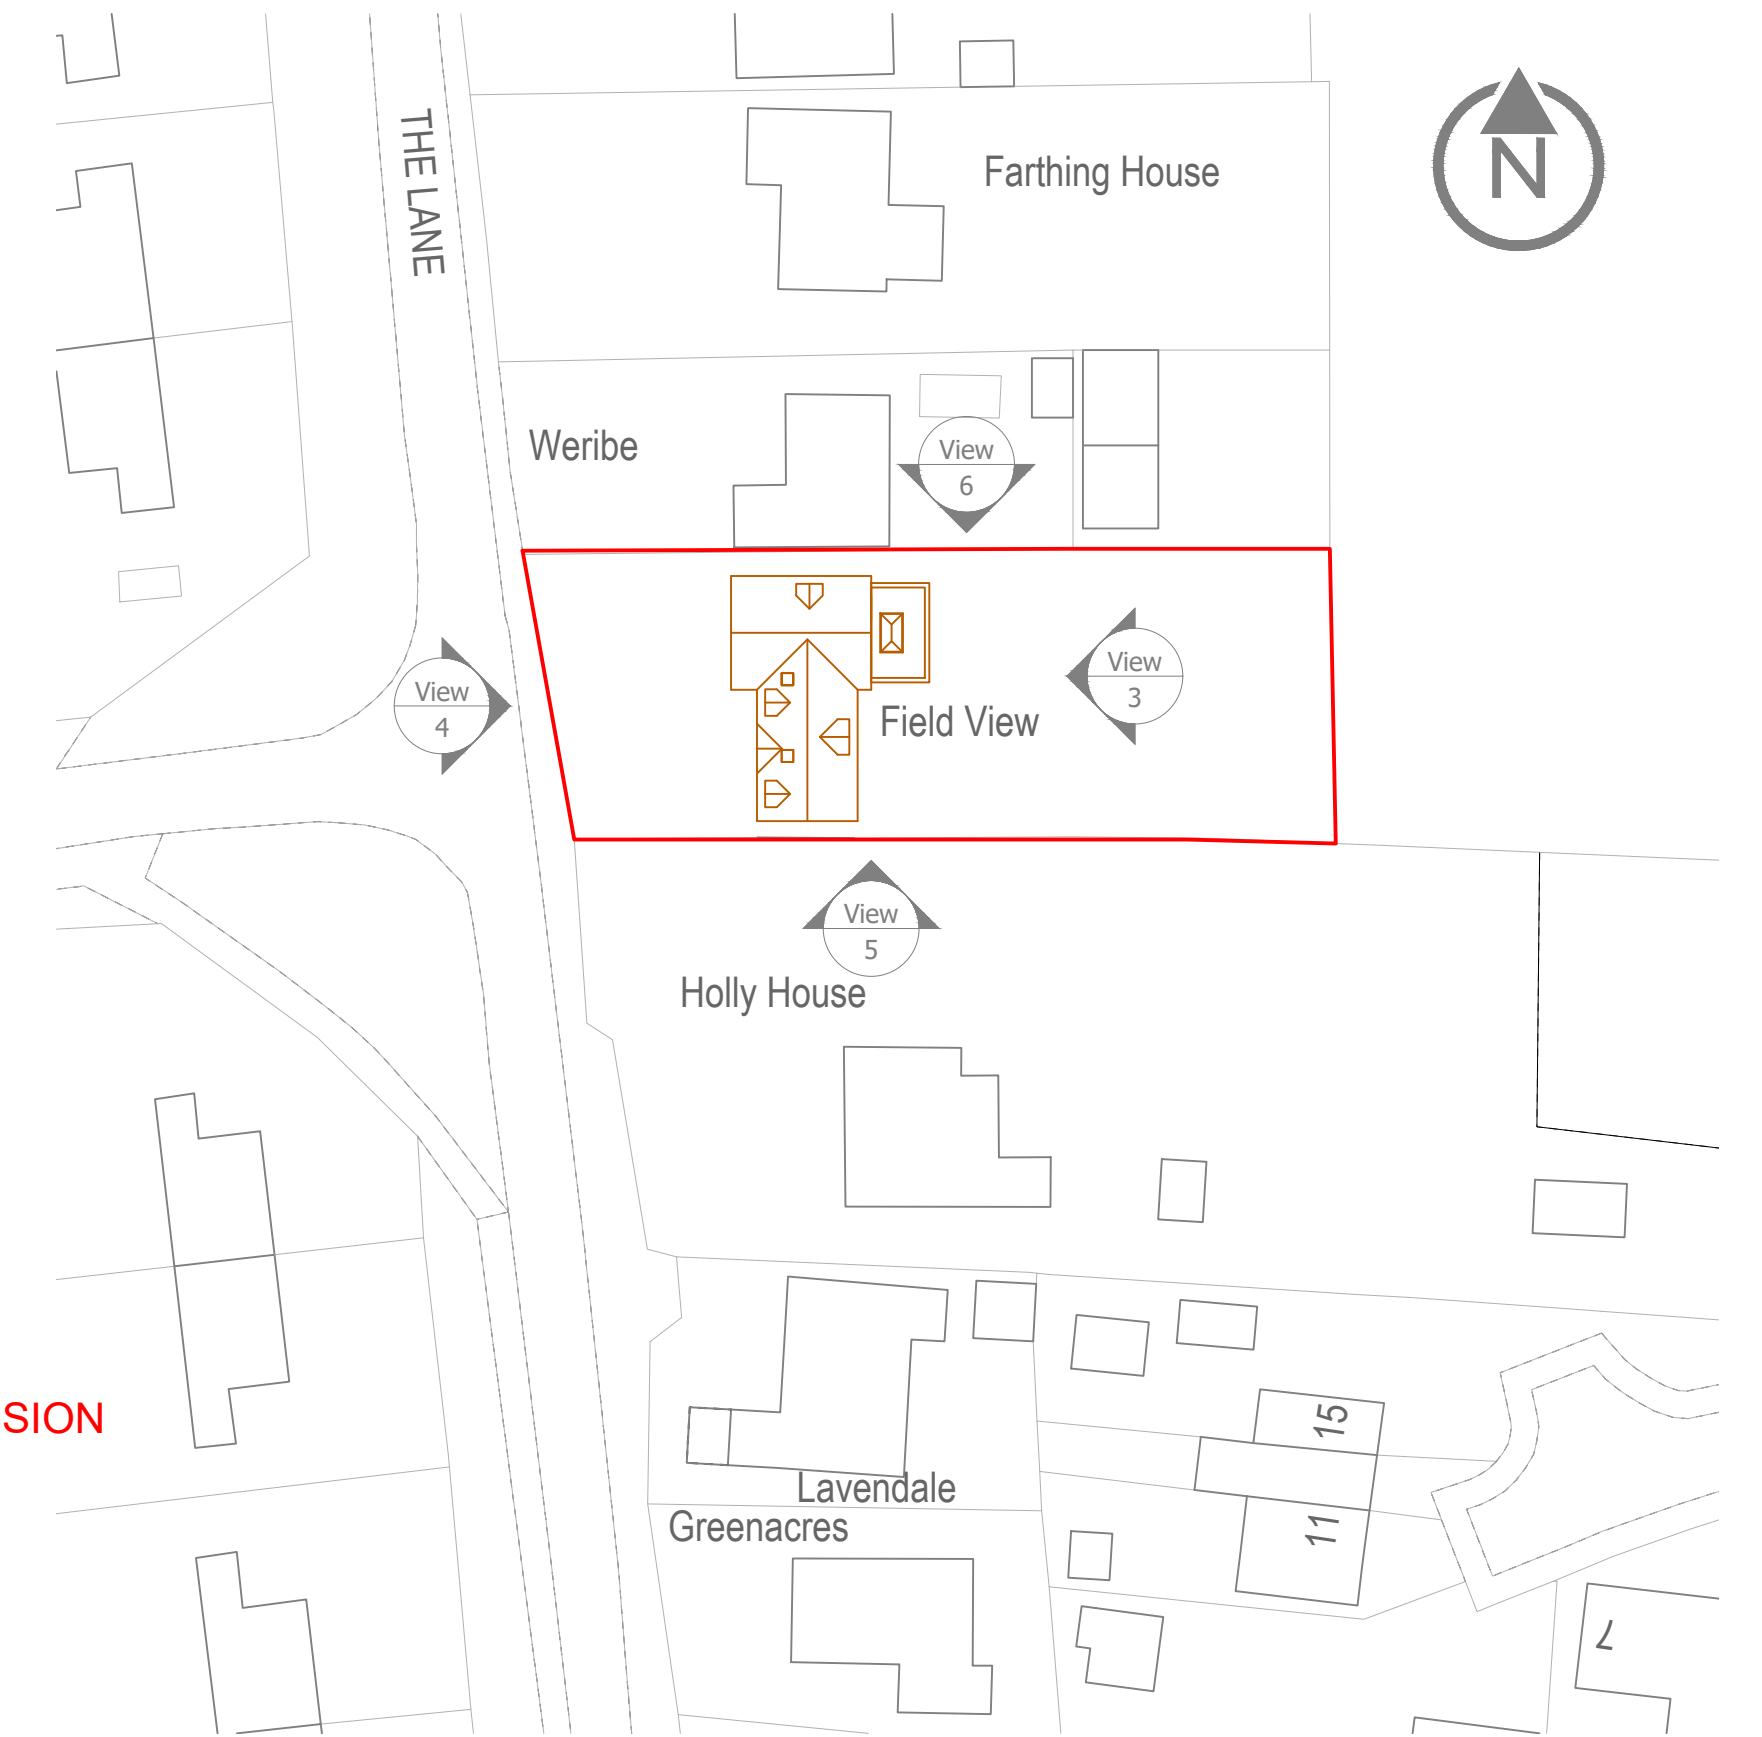 THE LANE
Farthing House
N
Weribe
View
6
View
3
View
4
Field View
View
5
Holly House
SION
15
Lavendale
Greenacres
11
7